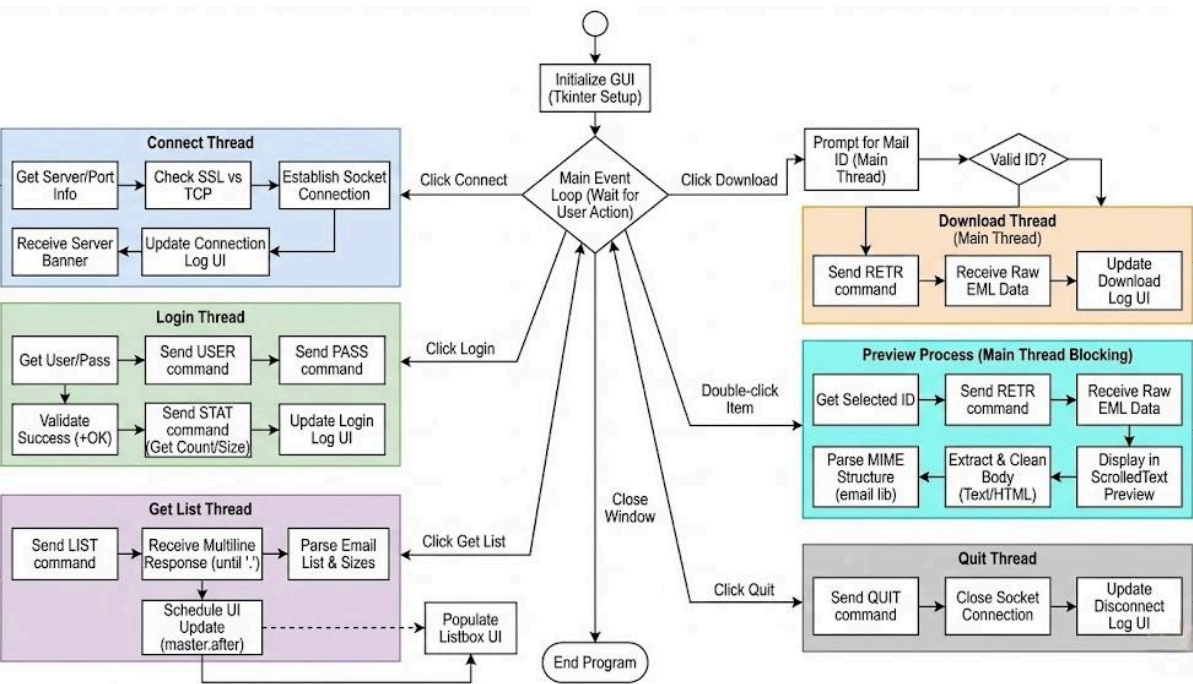 Initialize GUI
(Tkinter Setup)
Main Event
Loop (Wait for
User Action)
Click Connect
Click Login
Click Get List
Close
Window
End Program
Click Download
Double-click
Item
Click Quit
Connect Thread
Get Server/Port
Info
Check SSL vs
TCP
Establish Socket
Connection
Receive Server
Banner
Update Connection
Log UI
Login Thread
Get User/Pass
Send USER
command
Send PASS
command
Validate
Success (+OK)
Send STAT
command
(Get Count/Size)
Update Login
Log UI
Get List Thread
Send LIST
command
Receive Multiline
Response (until '.')
Parse Email
List & Sizes
Schedule UI
Update
(master.after)
Populate
Listbox UI
Prompt for Mail
ID (Main
Thread)
Valid ID?
Download Thread
(Main Thread)
Send RETR
command
Receive Raw
EML Data
Update
Download
Log UI
Preview Process (Main Thread Blocking)
Get Selected ID
Send RETR
command
Receive Raw
EML Data
Parse MIME
Structure
(email lib)
Extract & Clean
Body
(Text/HTML)
Display in
ScrolledText
Preview
Quit Thread
Send QUIT
command
Close Socket
Connection
Update
Disconnect
Log UI